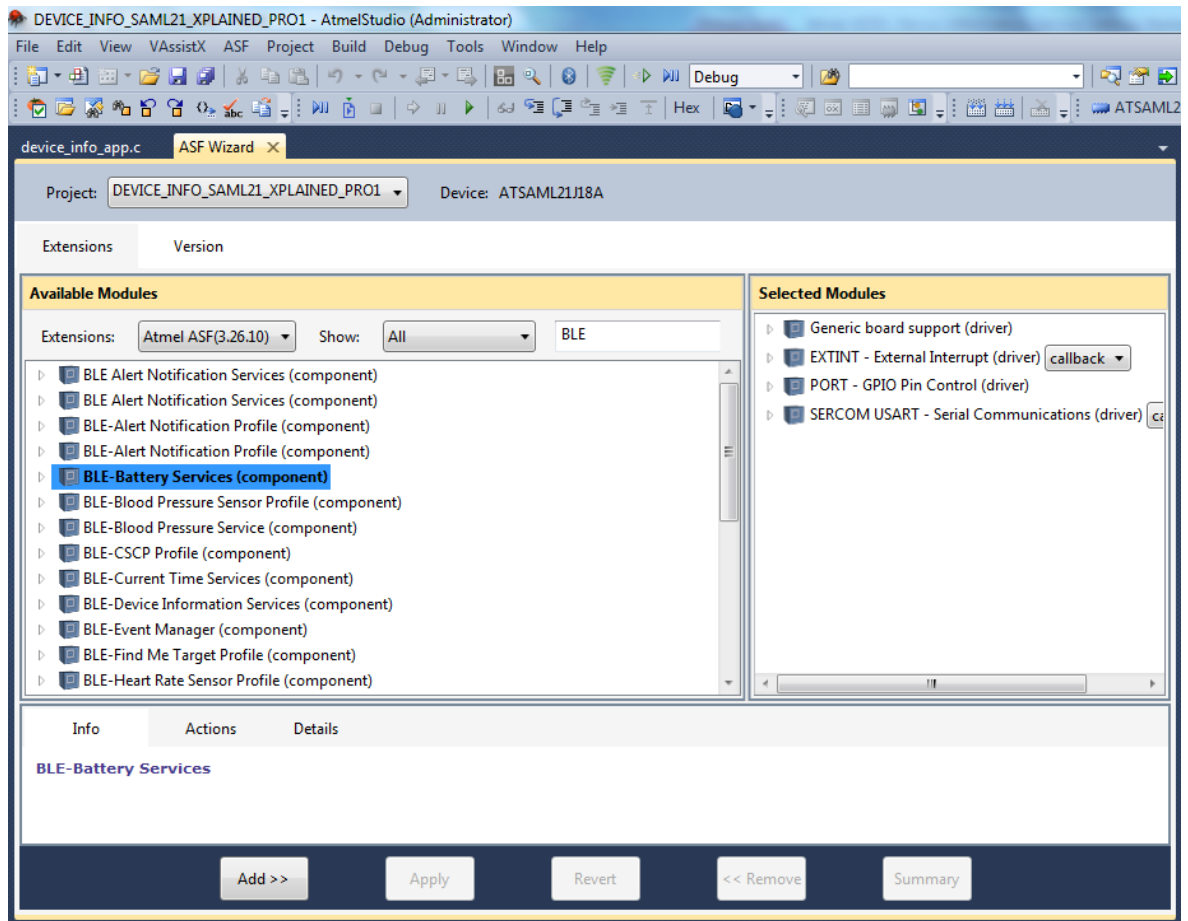 DEVICE_INFO_SAML21_XPLAINED_PRO1 - AtmelStudio (Administrator)
File Edit View VAssistX ASF Project Build Debug Tools Window Help
Debug
Hex ATSAML2
device_info_app.c ASF Wizard
Project: DEVICE_INFO_SAML21_XPLAINED_PRO1 Device: ATSAML21J18A
Extensions Version
Available Modules
Extensions: Atmel ASF(3.26.10) Show: All BLE
BLE Alert Notification Services (component)
BLE Alert Notification Services (component)
BLE-Alert Notification Profile (component)
BLE-Alert Notification Profile (component)
BLE-Battery Services (component)
BLE-Blood Pressure Sensor Profile (component)
BLE-Blood Pressure Service (component)
BLE-CSCP Profile (component)
BLE-Current Time Services (component)
BLE-Device Information Services (component)
BLE-Event Manager (component)
BLE-Find Me Target Profile (component)
BLE-Heart Rate Sensor Profile (component)
Selected Modules
Generic board support (driver)
EXTINT - External Interrupt (driver) callback
PORT - GPIO Pin Control (driver)
SERCOM USART - Serial Communications (driver) ca
Info Actions Details
BLE-Battery Services
Add >> Apply Revert << Remove Summary